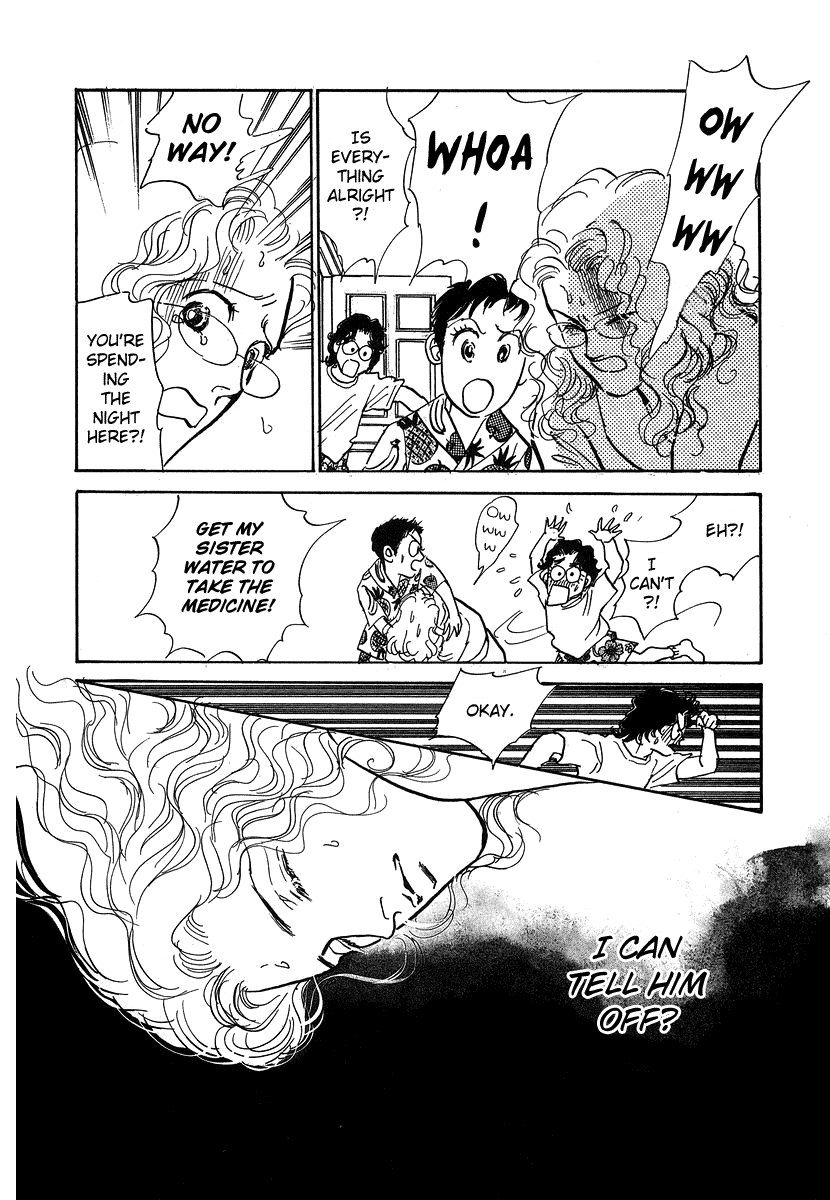 OW
WW
WW
WHOA
!
IS
EVERY-
THING
ALRIGHT
?!
NO
WAY!
YOU'RE
SPEND-
ING
THE
NIGHT
HERE?!
EH?!
I
CAN'T
?!
OW
WW
W
GET MY
SISTER
WATER TO
TAKE THE
MEDICINE!
OKAY.
I CAN
TELL HIM
OFF?